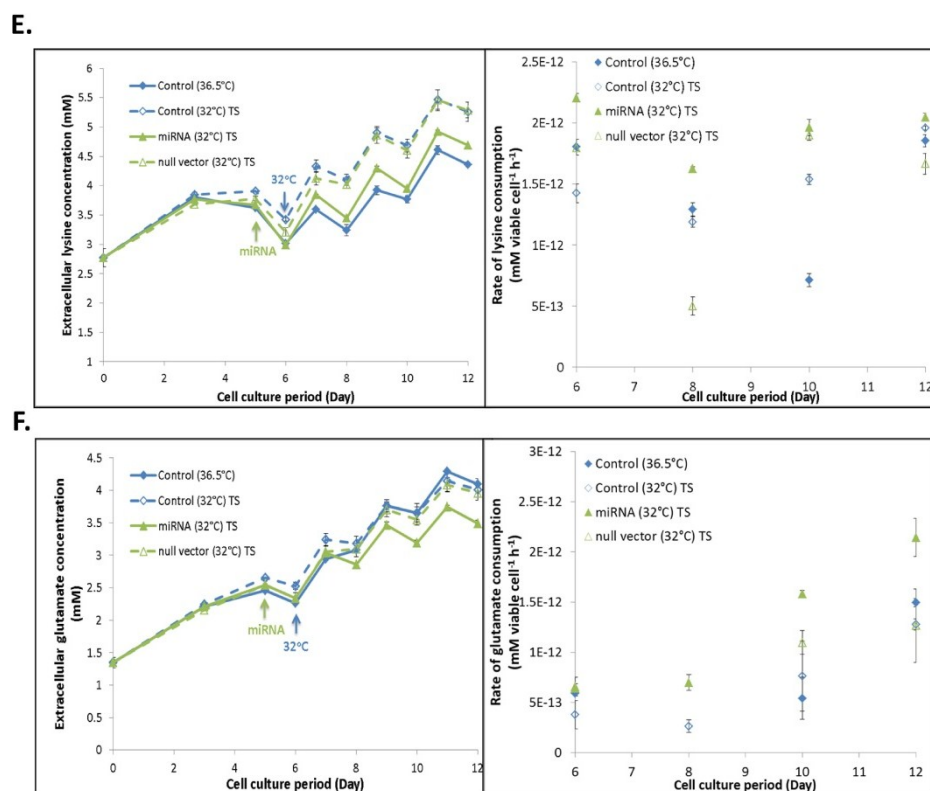 E.
Extracellular lysine concentration (mM)
6
5.5
5
4.5
4
3.5
3
2.5
2
1.5
1
Control (36.5°C)
Control (32°C) TS
miRNA (32°C) TS
null vector (32°C) TS
32°C
miRNA
0
2
4
6
8
10
12
Cell culture period (Day)
Rate of lysine consumption
(mM viable cell⁻¹ h⁻¹)
2.5E-12
2E-12
1.5E-12
1E-12
5E-13
0
Control (36.5°C)
Control (32°C) TS
miRNA (32°C) TS
null vector (32°C) TS
6
7
8
9
10
11
12
Cell culture period (Day)
F.
Extracellular glutamate concentration
(mM)
4.5
4
3.5
3
2.5
2
1.5
1
0.5
0
Control (36.5°C)
Control (32°C) TS
miRNA (32°C) TS
null vector (32°C) TS
miRNA
32°C
0
2
4
6
8
10
12
Cell culture period (Day)
Rate of glutamate consumption
(mM viable cell⁻¹ h⁻¹)
3E-12
2.5E-12
2E-12
1.5E-12
1E-12
5E-13
0
Control (36.5°C)
Control (32°C) TS
miRNA (32°C) TS
null vector (32°C) TS
6
7
8
9
10
11
12
Cell culture period (Day)